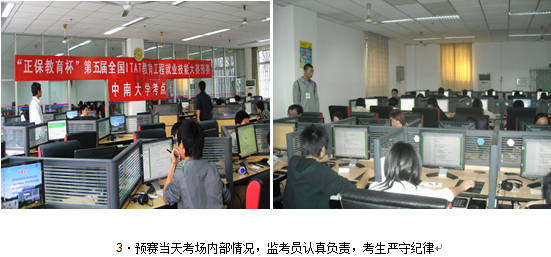 “正保教育杯”第五届全国ITAT教育工程就业技能大赛预赛
中南大学考点
3·预赛当天考场内部情况，监考员认真负责，考生严守纪律↵